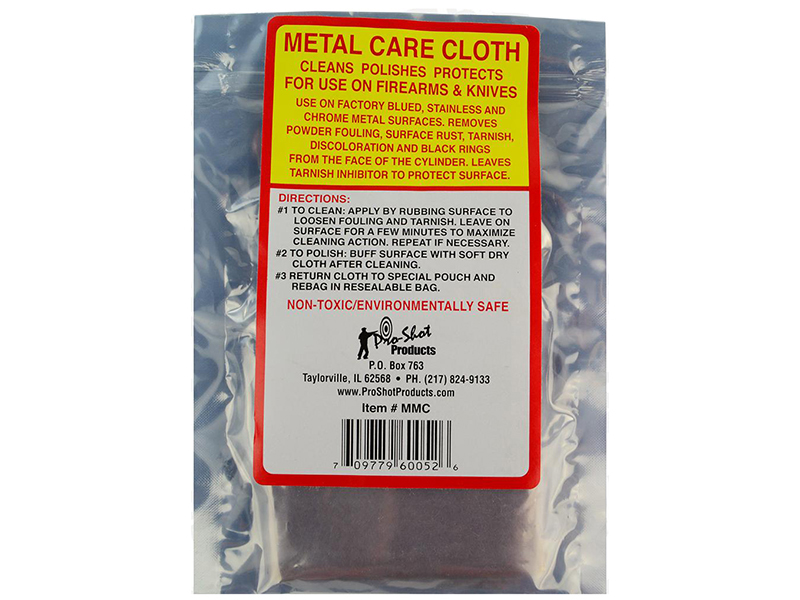 METAL CARE CLOTH
CLEANS POLISHES PROTECTS
FOR USE ON FIREARMS & KNIVES
USE ON FACTORY BLUED, STAINLESS AND
CHROME METAL SURFACES. REMOVES
POWDER FOULING, SURFACE RUST, TARNISH,
DISCOLORATION AND BLACK RINGS
FROM THE FACE OF THE CYLINDER. LEAVES
TARNISH INHIBITOR TO PROTECT SURFACE.
DIRECTIONS:
#1 TO CLEAN: APPLY BY RUBBING SURFACE TO
LOOSEN FOULING AND TARNISH. LEAVE ON
SURFACE FOR A FEW MINUTES TO MAXIMIZE
CLEANING ACTION. REPEAT IF NECESSARY.
#2 TO POLISH: BUFF SURFACE WITH SOFT DRY
CLOTH AFTER CLEANING.
#3 RETURN CLOTH TO SPECIAL POUCH AND
REBAG IN RESEALABLE BAG.
NON-TOXIC/ENVIRONMENTALLY SAFE
Pro-Shot
Products
P.O. Box 763
Taylorville, IL 62568 • PH. (217) 824-9133
www.ProShotProducts.com
Item # MMC
7 09779 60052 6